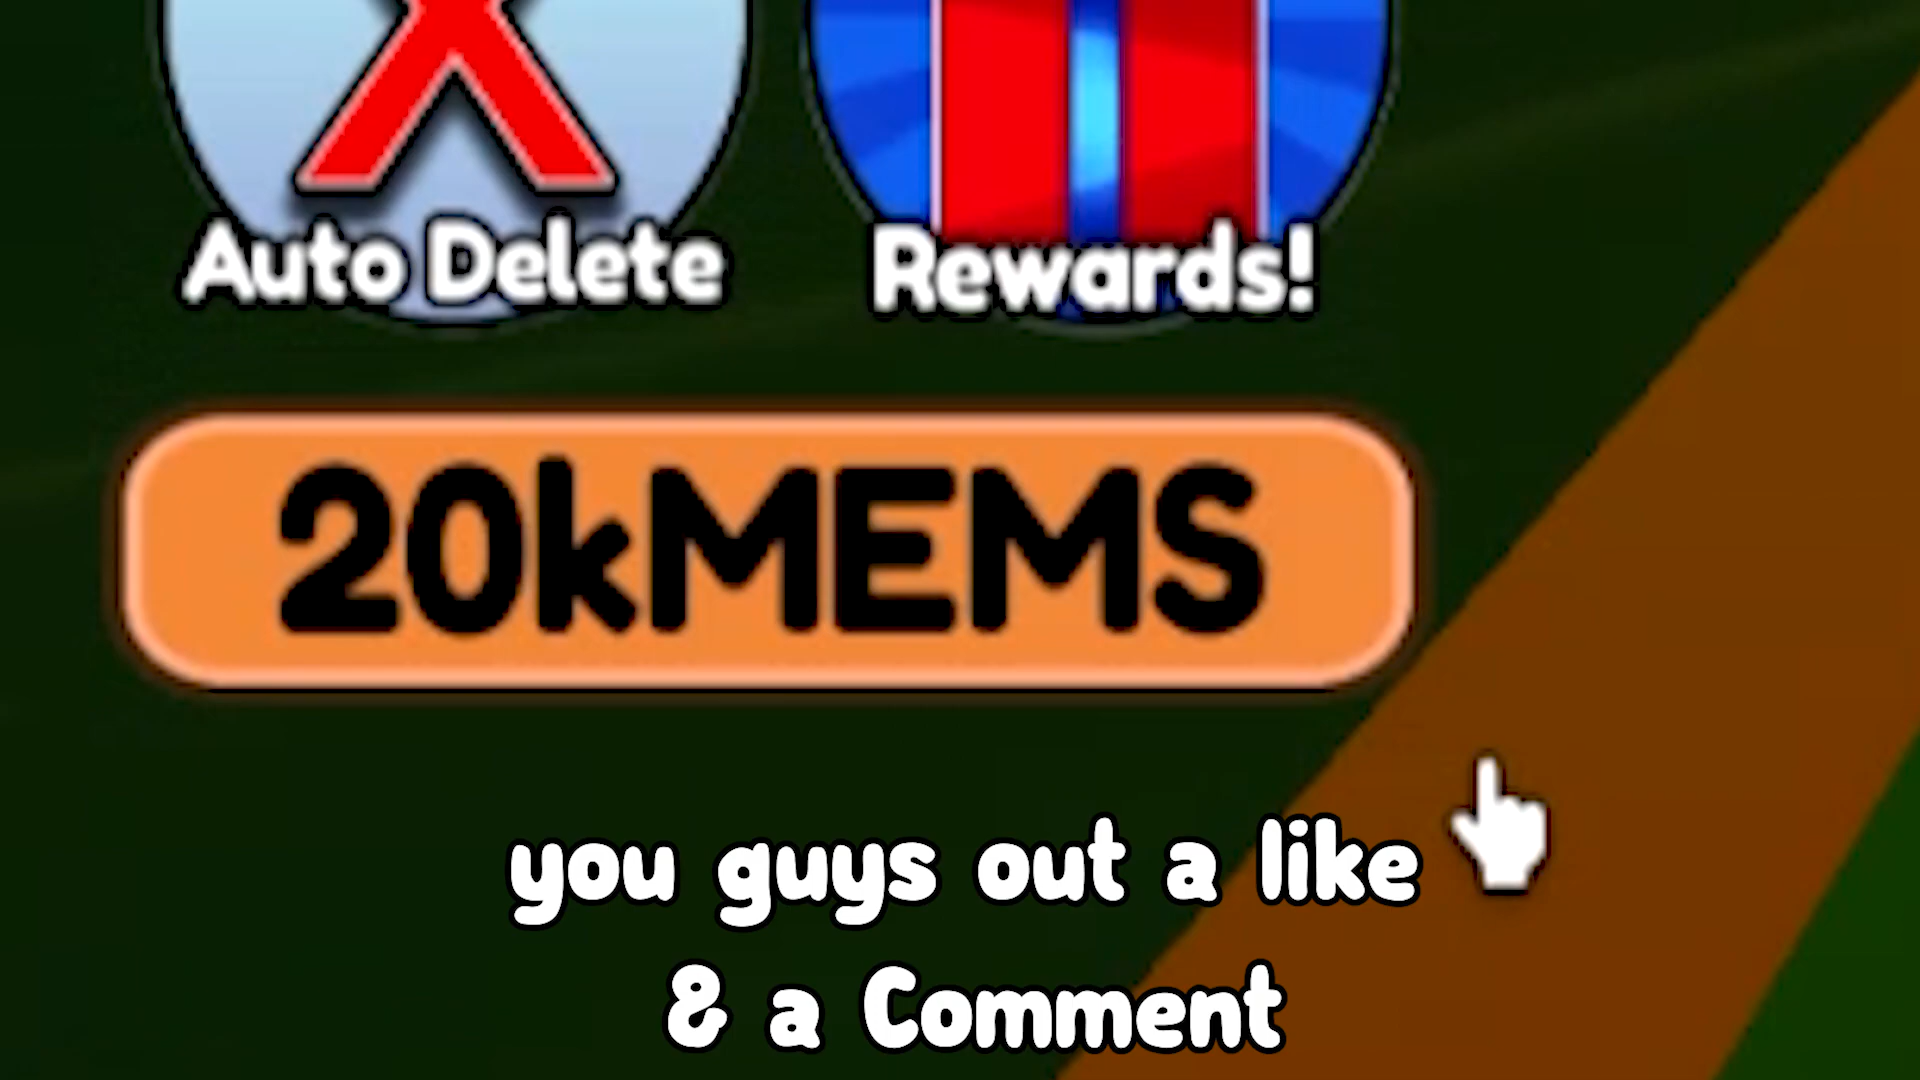 Auto Delete
Rewards!
20kMEMS
you guys out a like
& a Comment